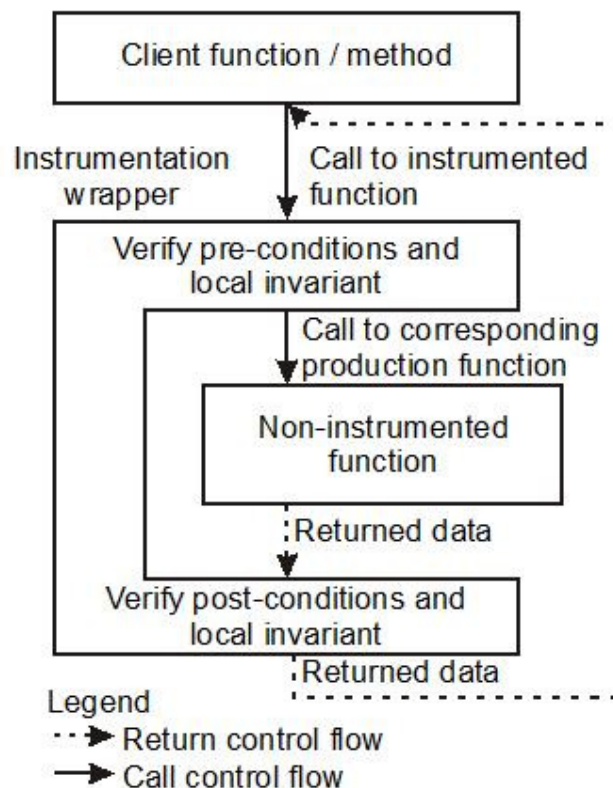 Client function / method
Instrumentation
wrapper
Call to instrumented
function
Verify pre-conditions and
local invariant
Call to corresponding
production function
Non-instrumented
function
Returned data
Verify post-conditions and
local invariant
Returned data
Legend
Return control flow
Call control flow